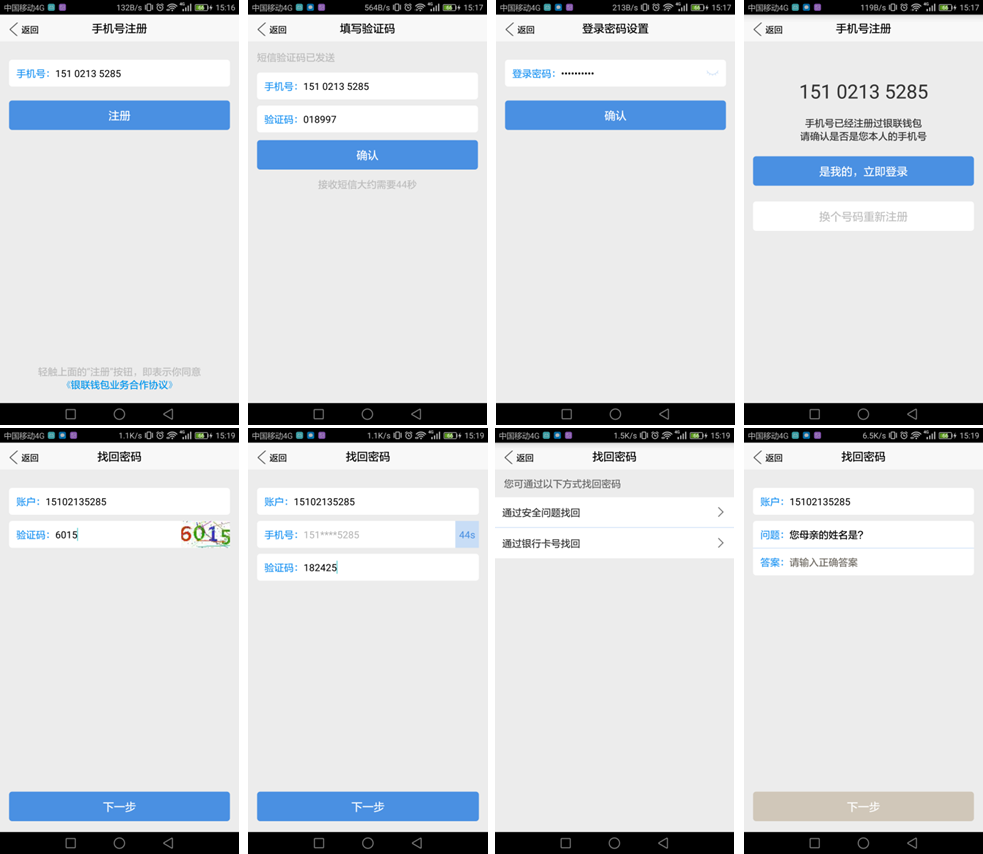 中国移动4G 132B/s 4G 15:16
返回 手机号注册
手机号： 151 0213 5285
注册
轻触上面的"注册"按钮，即表示你同意
《银联钱包业务合作协议》
中国移动4G 564B/s 4G 15:17
返回 填写验证码
短信验证码已发送
手机号： 151 0213 5285
验证码： 018997
确认
接收短信大约需要44秒
中国移动4G 213B/s 4G 15:17
返回 登录密码设置
登录密码： ••••••••••
确认
中国移动4G 119B/s 4G 15:17
返回 手机号注册
151 0213 5285
手机号已经注册过银联钱包
请确认是否是您本人的手机号
是我的，立即登录
换个号码重新注册
中国移动4G 1.1K/s 4G 15:19
返回 找回密码
账户： 15102135285
验证码： 6015 6015
下一步
中国移动4G 1.1K/s 4G 15:19
返回 找回密码
账户： 15102135285
手机号： 151****5285 44s
验证码： 182425
下一步
中国移动4G 1.5K/s 4G 15:19
返回 找回密码
您可通过以下方式找回密码
通过安全问题找回
通过银行卡号找回
中国移动4G 6.5K/s 4G 15:19
返回 找回密码
账户： 15102135285
问题： 您母亲的姓名是?
答案： 请输入正确答案
下一步